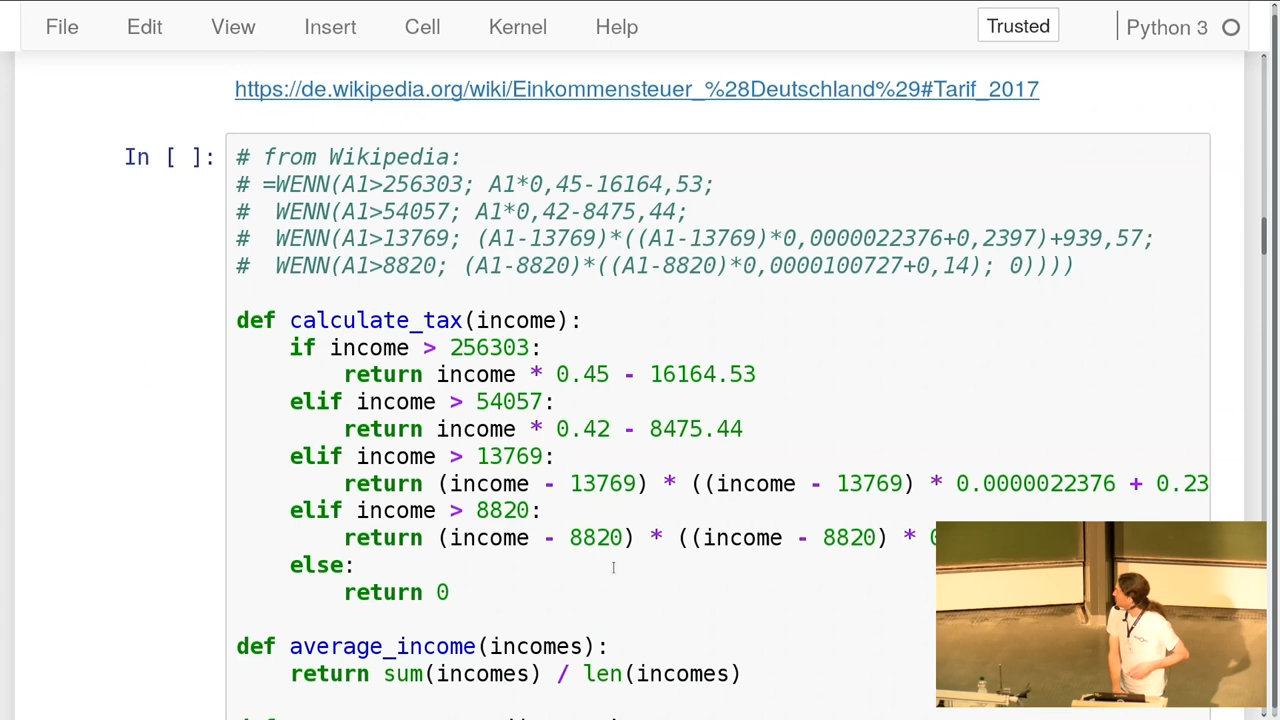 File Edit View Insert Cell Kernel Help Trusted Python 3
https://de.wikipedia.org/wiki/Einkommensteuer_%28Deutschland%29#Tarif_2017
In [ ]: # from Wikipedia:
# =WENN(A1>256303; A1*0,45-16164,53;
#  WENN(A1>54057; A1*0,42-8475,44;
#  WENN(A1>13769; (A1-13769)*((A1-13769)*0,0000022376+0,2397)+939,57;
#  WENN(A1>8820; (A1-8820)*((A1-8820)*0,0000100727+0,14); 0))))
def calculate_tax(income):
    if income > 256303:
        return income * 0.45 - 16164.53
    elif income > 54057:
        return income * 0.42 - 8475.44
    elif income > 13769:
        return (income - 13769) * ((income - 13769) * 0.0000022376 + 0.23
    elif income > 8820:
        return (income - 8820) * ((income - 8820) *
    else:
        return 0
def average_income(incomes):
    return sum(incomes) / len(incomes)